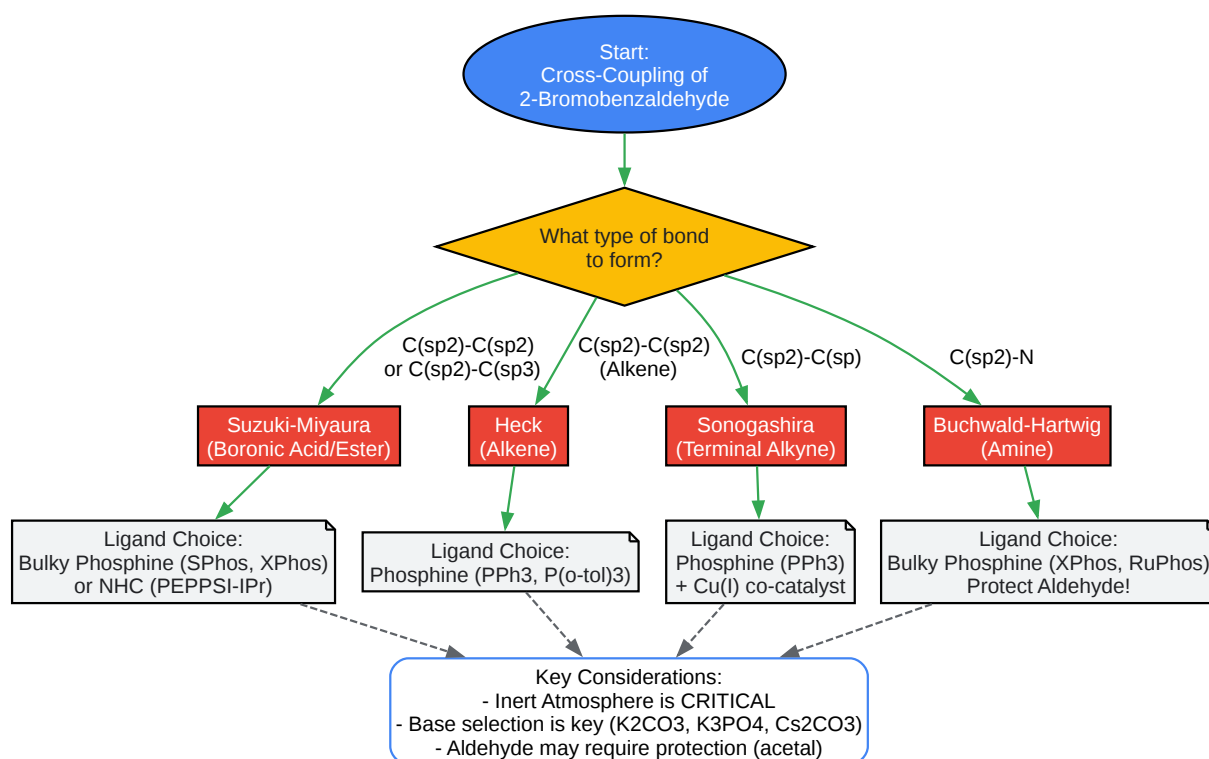 Start:
Cross-Coupling of
2-Bromobenzaldehyde
What type of bond
to form?
C(sp2)-C(sp2)
or C(sp2)-C(sp3)
C(sp2)-C(sp2)
(Alkene)
C(sp2)-C(sp)
C(sp2)-N
Suzuki-Miyaura
(Boronic Acid/Ester)
Heck
(Alkene)
Sonogashira
(Terminal Alkyne)
Buchwald-Hartwig
(Amine)
Ligand Choice:
Bulky Phosphine (SPhos, XPhos)
or NHC (PEPPSI-IPr)
Ligand Choice:
Phosphine (PPh3, P(o-tol)3)
Ligand Choice:
Phosphine (PPh3)
+ Cu(I) co-catalyst
Ligand Choice:
Bulky Phosphine (XPhos, RuPhos)
Protect Aldehyde!
Key Considerations:
- Inert Atmosphere is CRITICAL
- Base selection is key (K2CO3, K3PO4, Cs2CO3)
- Aldehyde may require protection (acetal)